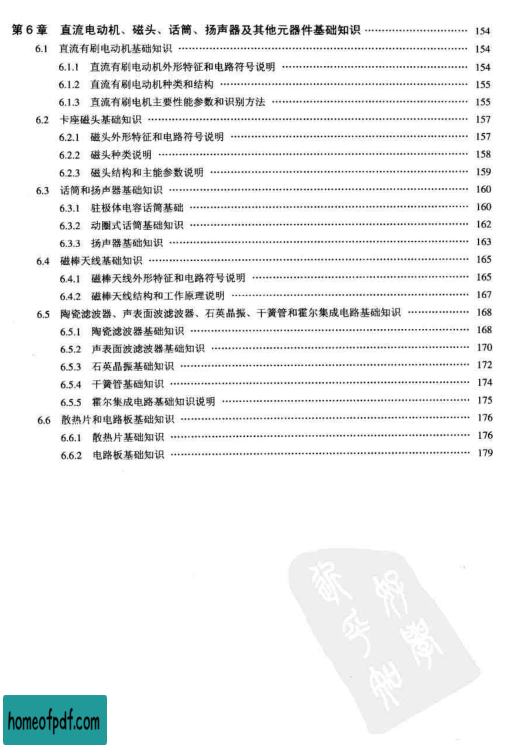 第6章 直流电动机、磁头、话筒、扬声器及其他元器件基础知识 …… 154
6.1 直流有刷电动机基础知识 …… 154
6.1.1 直流有刷电动机外形特征和电路符号说明 …… 154
6.1.2 直流有刷电动机种类和结构 …… 155
6.1.3 直流有刷电机主要性能参数和识别方法 …… 155
6.2 卡座磁头基础知识 …… 157
6.2.1 磁头外形特征和电路符号说明 …… 157
6.2.2 磁头种类说明 …… 158
6.2.3 磁头结构和主能参数说明 …… 159
6.3 话筒和扬声器基础知识 …… 160
6.3.1 驻极体电容话筒基础 …… 160
6.3.2 动圈式话筒基础知识 …… 162
6.3.3 扬声器基础知识 …… 163
6.4 磁棒天线基础知识 …… 165
6.4.1 磁棒天线外形特征和电路符号说明 …… 165
6.4.2 磁棒天线结构和工作原理说明 …… 167
6.5 陶瓷滤波器、声表面波滤波器、石英晶振、干簧管和霍尔集成电路基础知识 …… 168
6.5.1 陶瓷滤波器基础知识 …… 168
6.5.2 声表面波滤波器基础知识 …… 170
6.5.3 石英晶振基础知识 …… 172
6.5.4 干簧管基础知识 …… 174
6.5.5 霍尔集成电路基础知识说明 …… 175
6.6 散热片和电路板基础知识 …… 176
6.6.1 散热片基础知识 …… 176
6.6.2 电路板基础知识 …… 179
homeofpdf.com